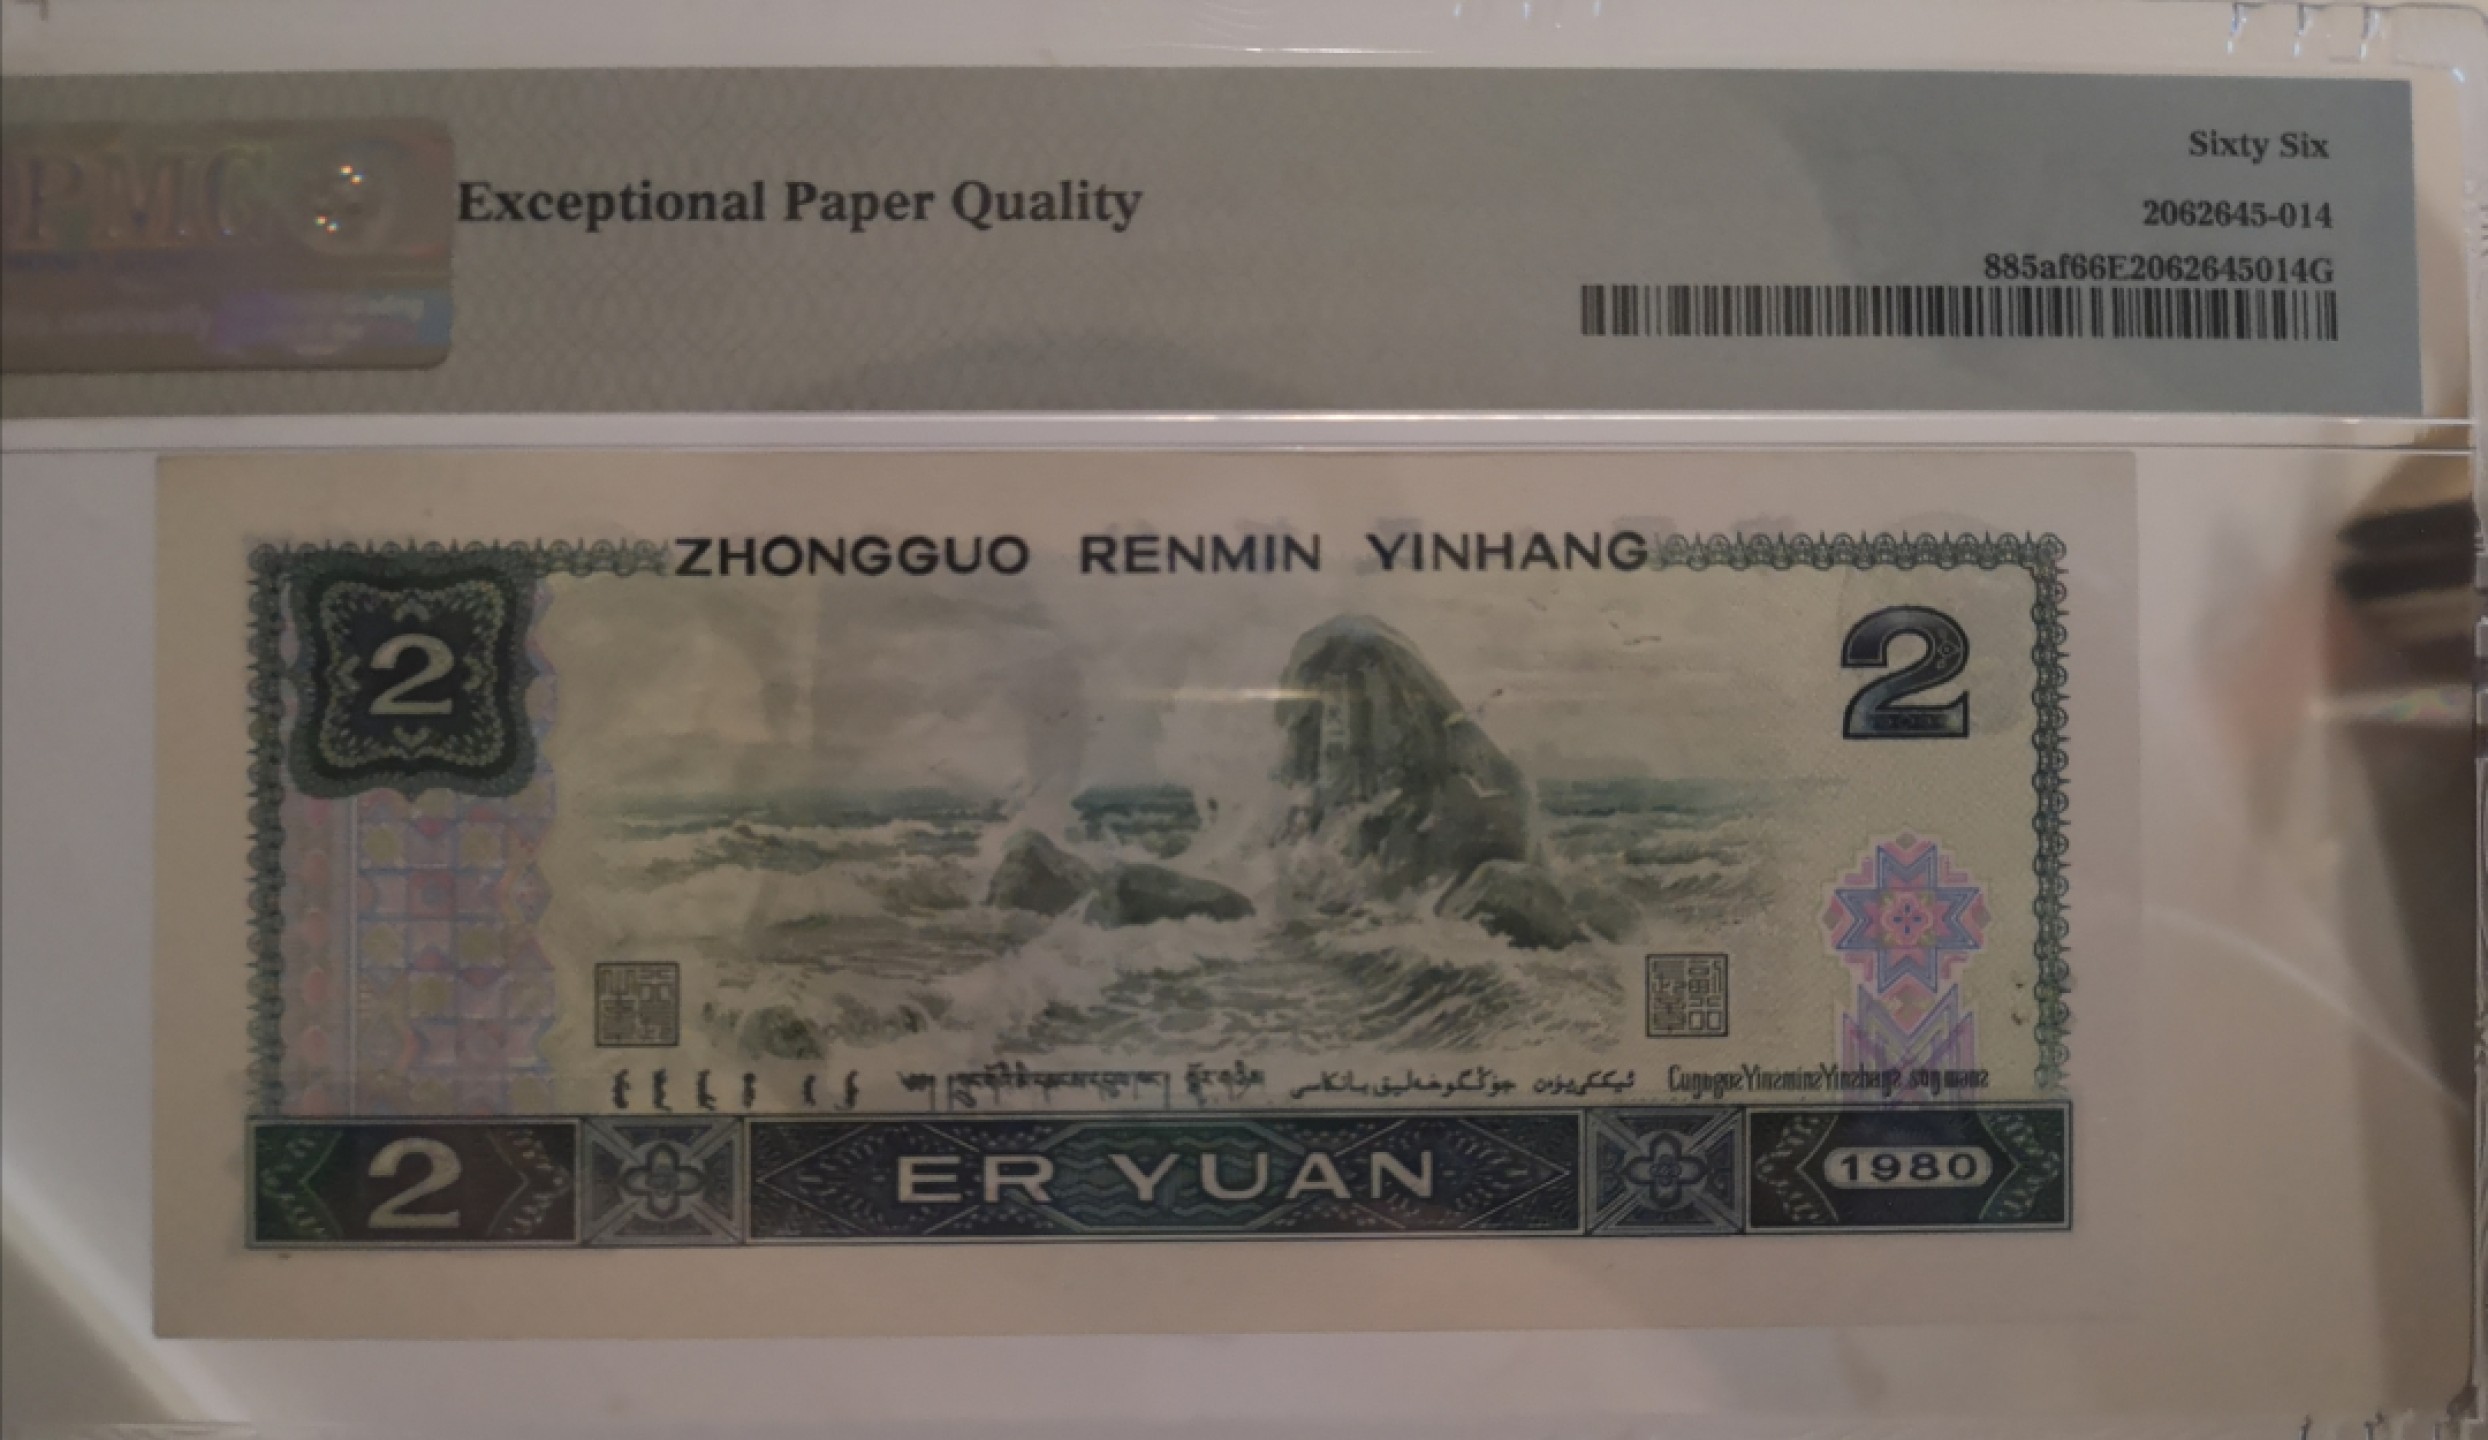 PMG
Exceptional Paper Quality
Sixty Six
2062645-014
885af66E2062645014G
ZHONGGUO RENMIN YINHANG
2
2
2
ER YUAN
1980